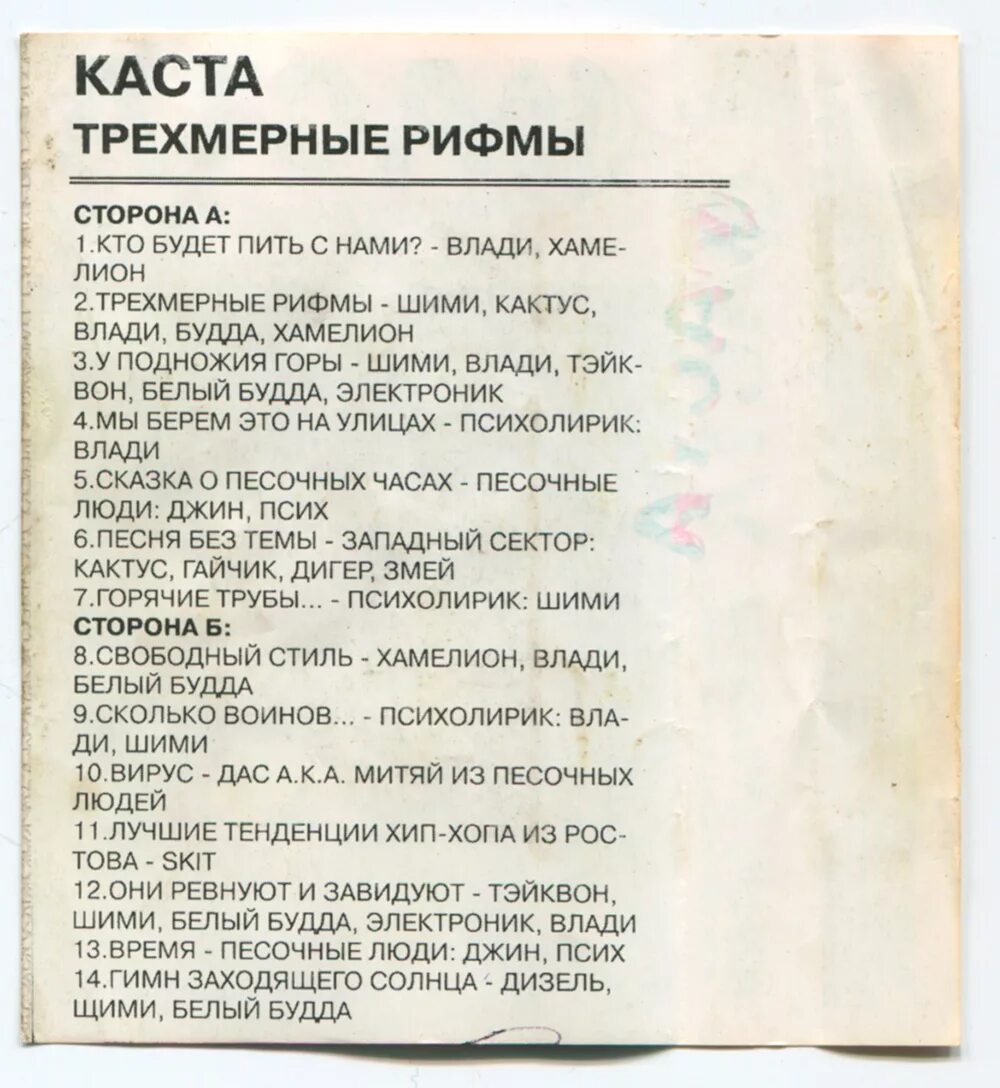 КАСТА
ТРЕХМЕРНЫЕ РИФМЫ
СТОРОНА А:
1.КТО БУДЕТ ПИТЬ С НАМИ? - ВЛАДИ, ХАМЕ-
ЛИОН
2.ТРЕХМЕРНЫЕ РИФМЫ - ШИМИ, КАКТУС,
ВЛАДИ, БУДДА, ХАМЕЛИОН
3.У ПОДНОЖИЯ ГОРЫ - ШИМИ, ВЛАДИ, ТЭЙК-
ВОН, БЕЛЫЙ БУДДА, ЭЛЕКТРОНИК
4.МЫ БЕРЕМ ЭТО НА УЛИЦАХ - ПСИХОЛИРИК:
ВЛАДИ
5.СКАЗКА О ПЕСОЧНЫХ ЧАСАХ - ПЕСОЧНЫЕ
ЛЮДИ: ДЖИН, ПСИХ
6.ПЕСНЯ БЕЗ ТЕМЫ - ЗАПАДНЫЙ СЕКТОР:
КАКТУС, ГАЙЧИК, ДИГЕР, ЗМЕЙ
7.ГОРЯЧИЕ ТРУБЫ... - ПСИХОЛИРИК: ШИМИ
СТОРОНА Б:
8.СВОБОДНЫЙ СТИЛЬ - ХАМЕЛИОН, ВЛАДИ,
БЕЛЫЙ БУДДА
9.СКОЛЬКО ВОИНОВ... - ПСИХОЛИРИК: ВЛА-
ДИ, ШИМИ
10.ВИРУС - ДАС А.К.А. МИТЯЙ ИЗ ПЕСОЧНЫХ
ЛЮДЕЙ
11.ЛУЧШИЕ ТЕНДЕНЦИИ ХИП-ХОПА ИЗ РОС-
ТОВА - SKIT
12.ОНИ РЕВНУЮТ И ЗАВИДУЮТ - ТЭЙКВОН,
ШИМИ, БЕЛЫЙ БУДДА, ЭЛЕКТРОНИК, ВЛАДИ
13.ВРЕМЯ - ПЕСОЧНЫЕ ЛЮДИ: ДЖИН, ПСИХ
14.ГИМН ЗАХОДЯЩЕГО СОЛНЦА - ДИЗЕЛЬ,
ЩИМИ, БЕЛЫЙ БУДДА